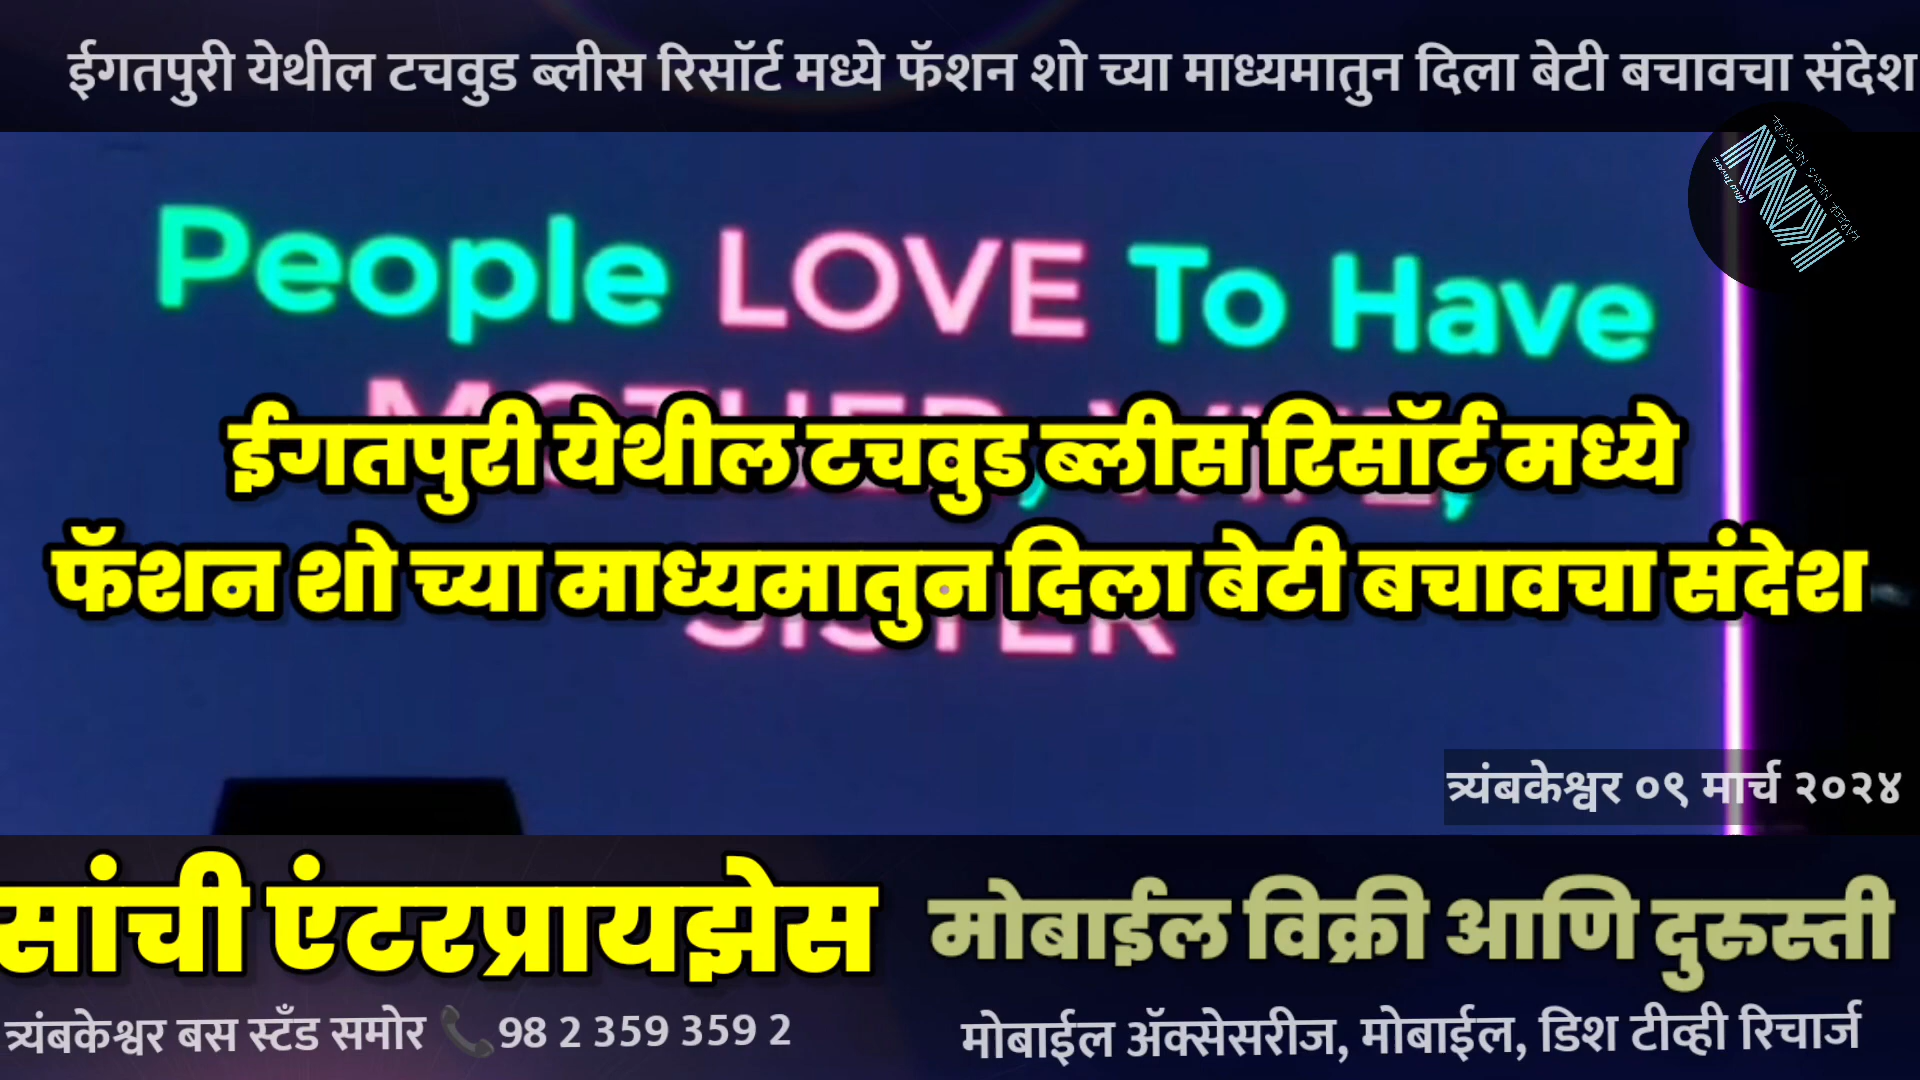 ईगतपुरी येथील टचवुड ब्लीस रिसॉर्ट मध्ये फॅशन शो च्या माध्यमातुन दिला बेटी बचावचा संदेश
People LOVE To Have
ईगतपुरी येथील टचवुड ब्लीस रिसॉर्ट मध्ये
फॅशन शो च्या माध्यमातुन दिला बेटी बचावचा संदेश
SISTER
त्र्यंबकेश्वर ०९ मार्च २०२४
सांची एंटरप्रायझेस
मोबाईल विक्री आणि दुरुस्ती
त्र्यंबकेश्वर बस स्टँड समोर 📞98 2 359 359 2
मोबाईल ॲक्सेसरीज, मोबाईल, डिश टीव्ही रिचार्ज